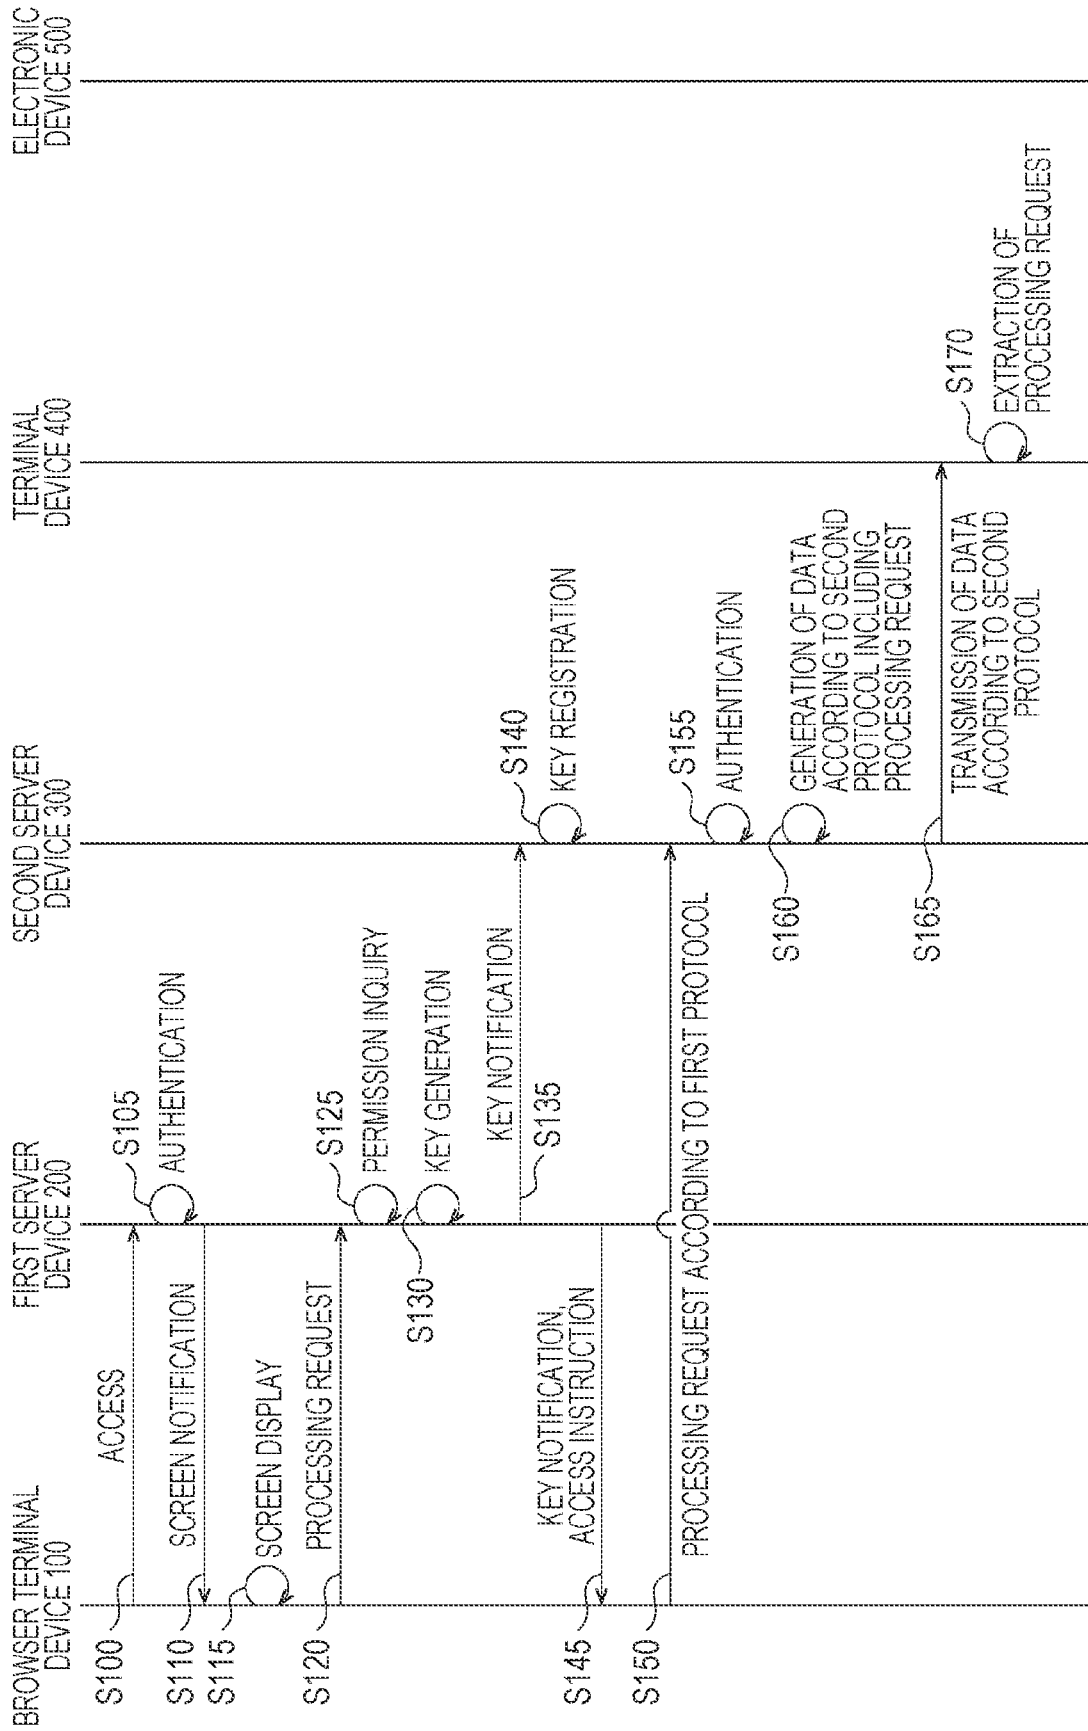 BROWSER TERMINAL
DEVICE 100
FIRST SERVER
DEVICE 200
SECOND SERVER
DEVICE 300
TERMINAL
DEVICE 400
ELECTRONIC
DEVICE 500
S100
ACCESS
S105
AUTHENTICATION
S110
SCREEN NOTIFICATION
S115
SCREEN DISPLAY
S120
PROCESSING REQUEST
S125
PERMISSION INQUIRY
S130
KEY GENERATION
KEY NOTIFICATION
S135
S140
KEY REGISTRATION
S145
KEY NOTIFICATION,
ACCESS INSTRUCTION
S150
PROCESSING REQUEST ACCORDING TO FIRST PROTOCOL
S155
AUTHENTICATION
S160
GENERATION OF DATA
ACCORDING TO SECOND
PROTOCOL INCLUDING
PROCESSING REQUEST
S165
TRANSMISSION OF DATA
ACCORDING TO SECOND
PROTOCOL
S170
EXTRACTION OF
PROCESSING REQUEST